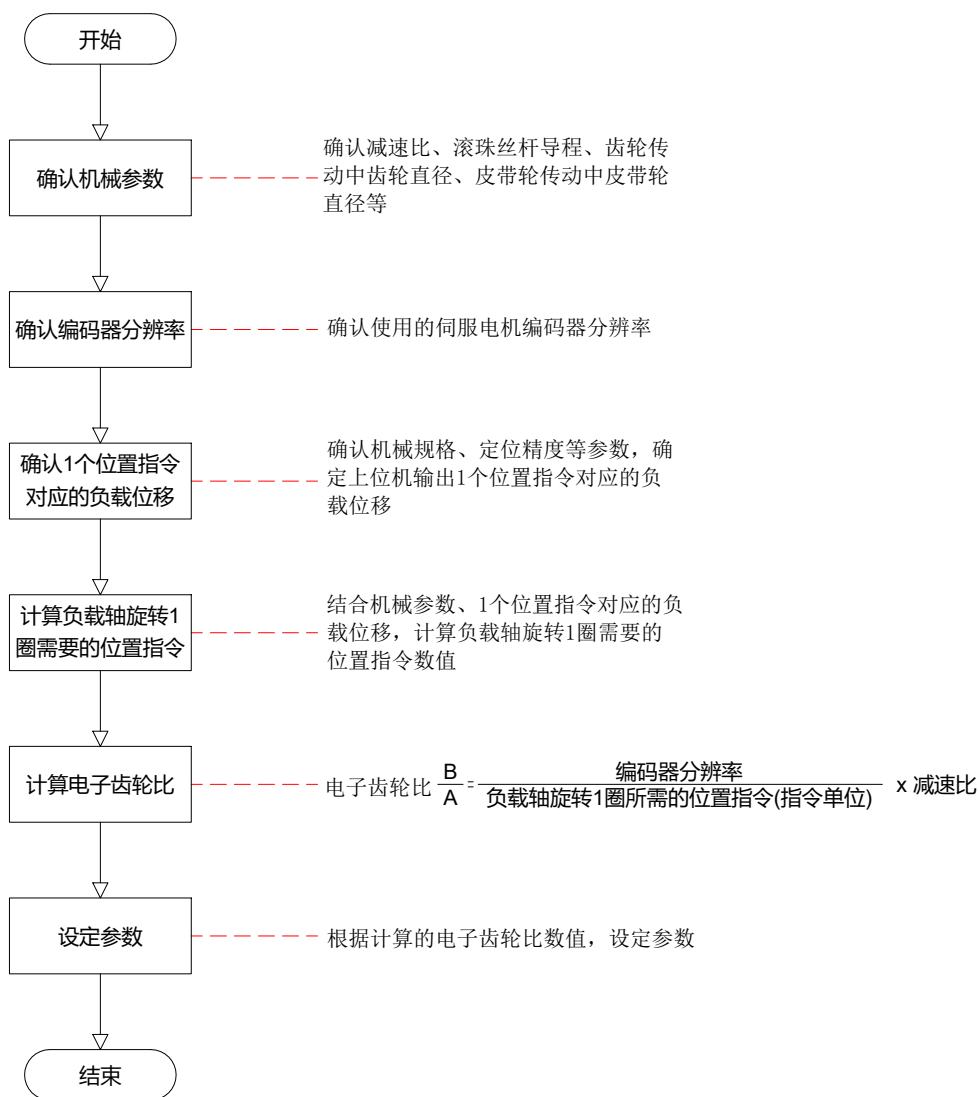 开始
确认机械参数
确认减速比、滚珠丝杆导程、齿轮传
动中齿轮直径、皮带轮传动中皮带轮
直径等
确认编码器分辨率
确认使用的伺服电机编码器分辨率
确认1个位置指令
对应的负载位移
确认机械规格、定位精度等参数，确
定上位机输出1个位置指令对应的负
载位移
计算负载轴旋转1
圈需要的位置指令
结合机械参数、1个位置指令对应的负
载位移，计算负载轴旋转1圈需要的
位置指令数值
计算电子齿轮比
电子齿轮比 B/A = 编码器分辨率/负载轴旋转1圈所需的位置指令(指令单位) x 减速比
设定参数
根据计算的电子齿轮比数值，设定参数
结束